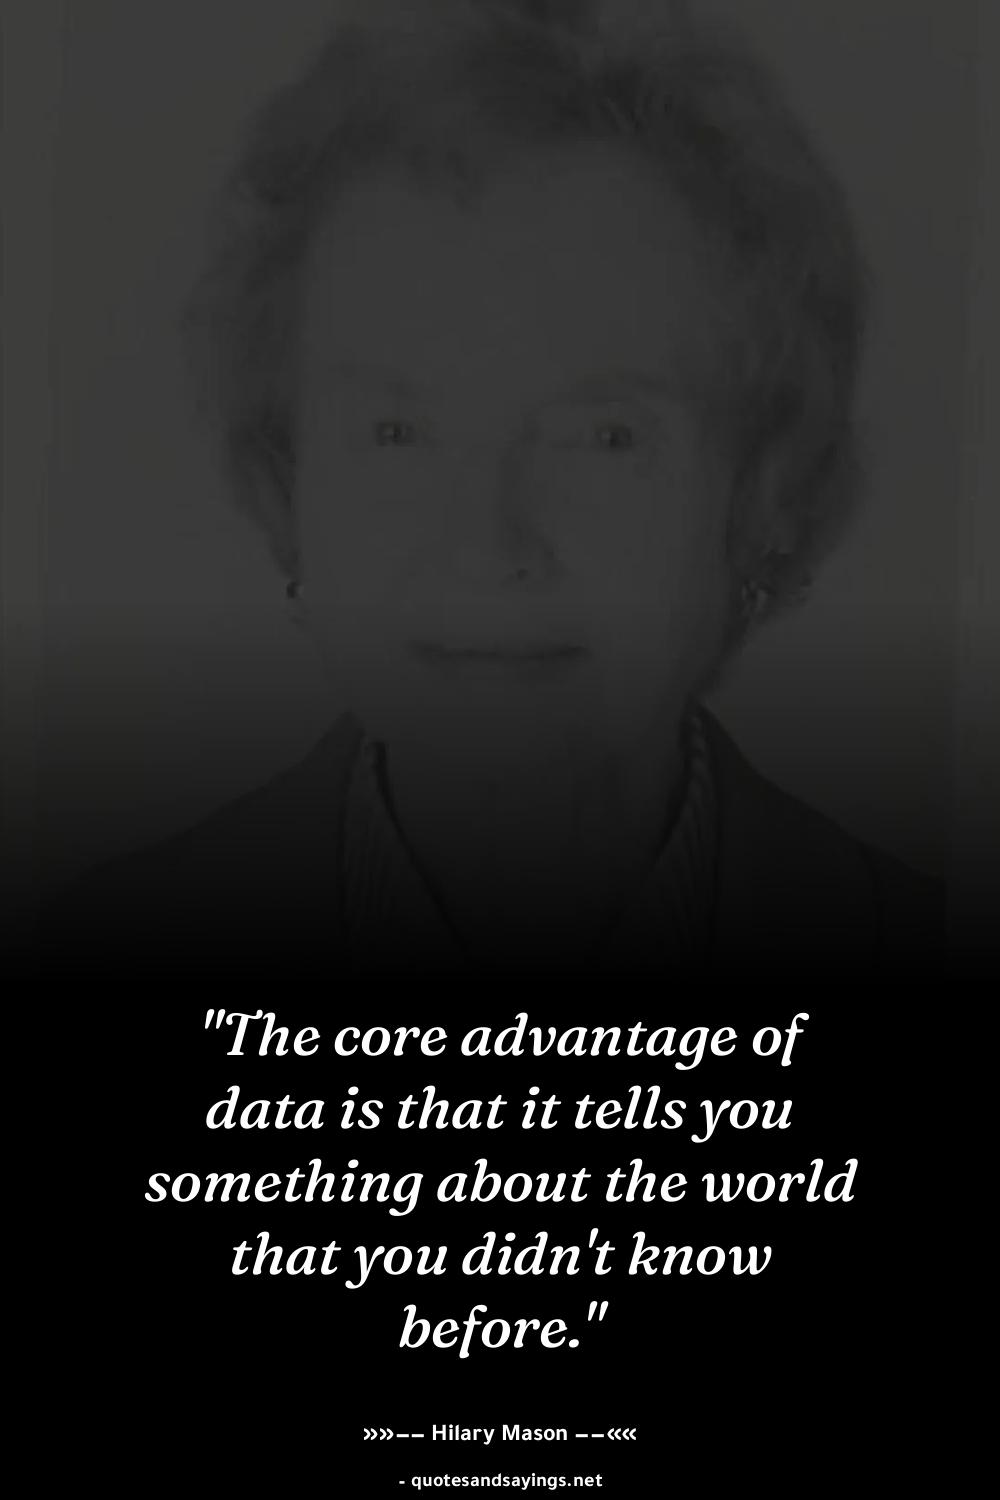 "The core advantage of
data is that it tells you
something about the world
that you didn't know
before."
»»–– Hilary Mason ––««
- quotesandsayings.net